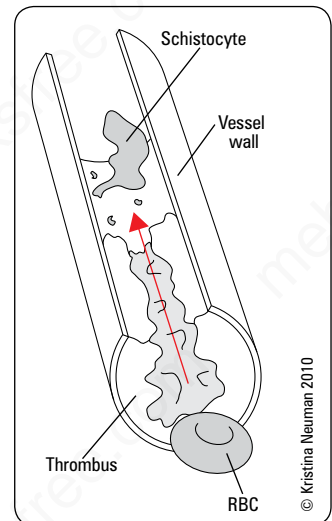 Schistocyte
Vessel
wall
Thrombus
RBC
© Kristina Neuman 2010